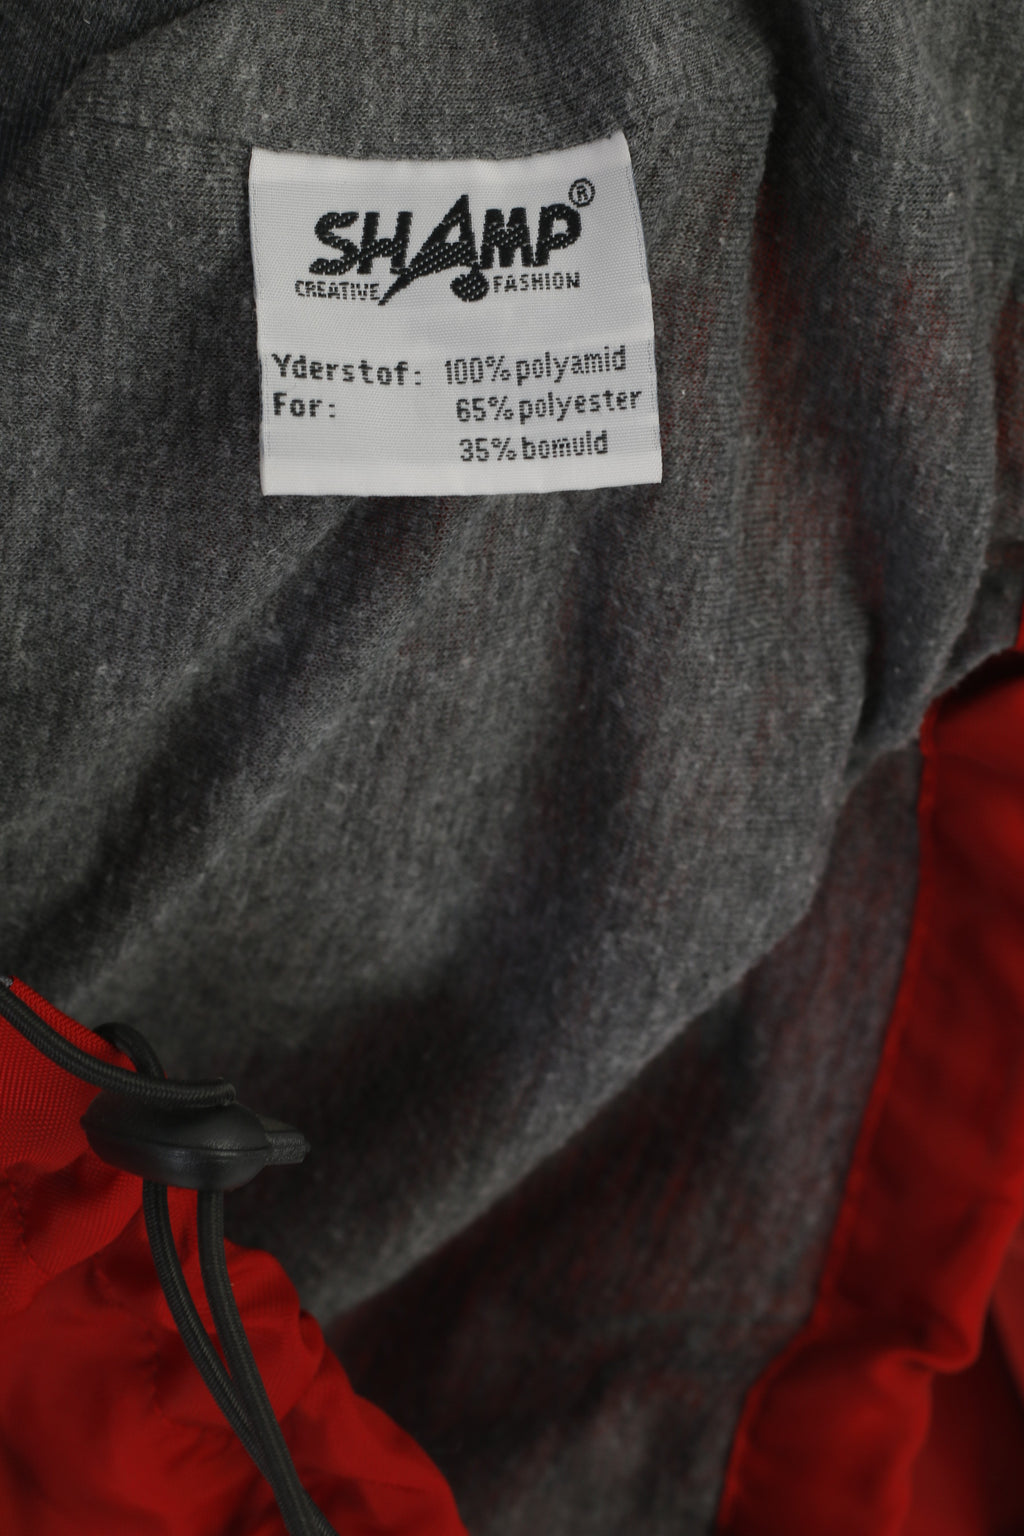 SHAMP®
CREATIVE FASHION
Yderstof: 100% polyamid
For: 65% polyester
35% bomuld